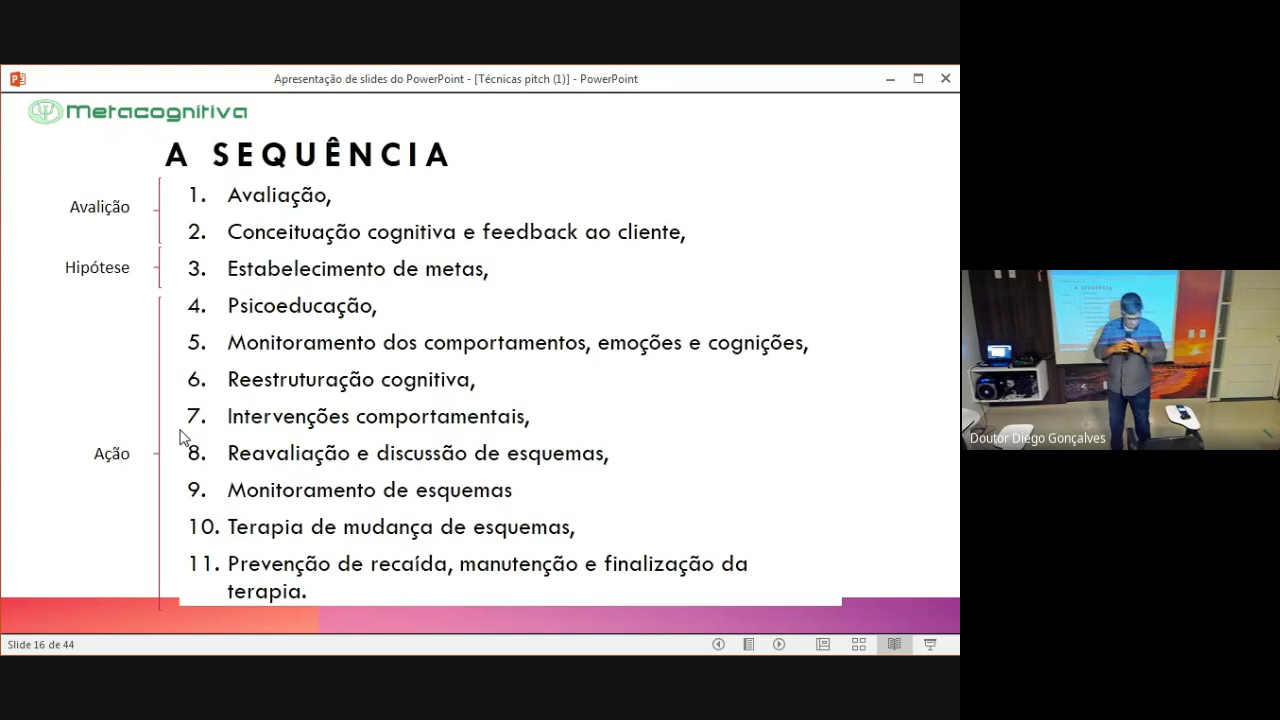 Apresentação de slides do PowerPoint - [Técnicas pitch (1)] - PowerPoint
Metacognitiva
A SEQUÊNCIA
Avalição
1. Avaliação,
2. Conceituação cognitiva e feedback ao cliente,
Hipótese
3. Estabelecimento de metas,
Ação
4. Psicoeducação,
5. Monitoramento dos comportamentos, emoções e cognições,
6. Reestruturação cognitiva,
7. Intervenções comportamentais,
8. Reavaliação e discussão de esquemas,
9. Monitoramento de esquemas
10. Terapia de mudança de esquemas,
11. Prevenção de recaída, manutenção e finalização da
terapia.
Slide 16 de 44
A SEQUÊNCIA
Doutor Diego Gonçalves